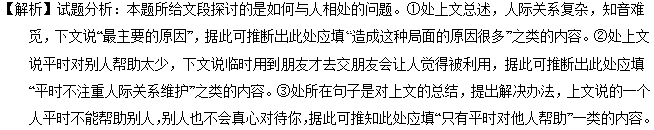 【解析】试题分析：本题所给文段探讨的是如何与人相处的问题。①处上文总述，人际关系复杂，知音难
觅，下文说“最主要的原因”，据此可推断出此处应填“造成这种局面的原因很多”之类的内容。②处上文
说平时对别人帮助太少，下文说临时用到朋友才去交朋友会让人觉得被利用，据此可推断出此处应填
“平时不注重人际关系维护”之类的内容。③处所在句子是对上文的总结，提出解决办法，上文说的一个
人平时不能帮助别人，别人也不会真心对待你，据此可推知此处应填“只有平时对他人帮助”一类的内容。